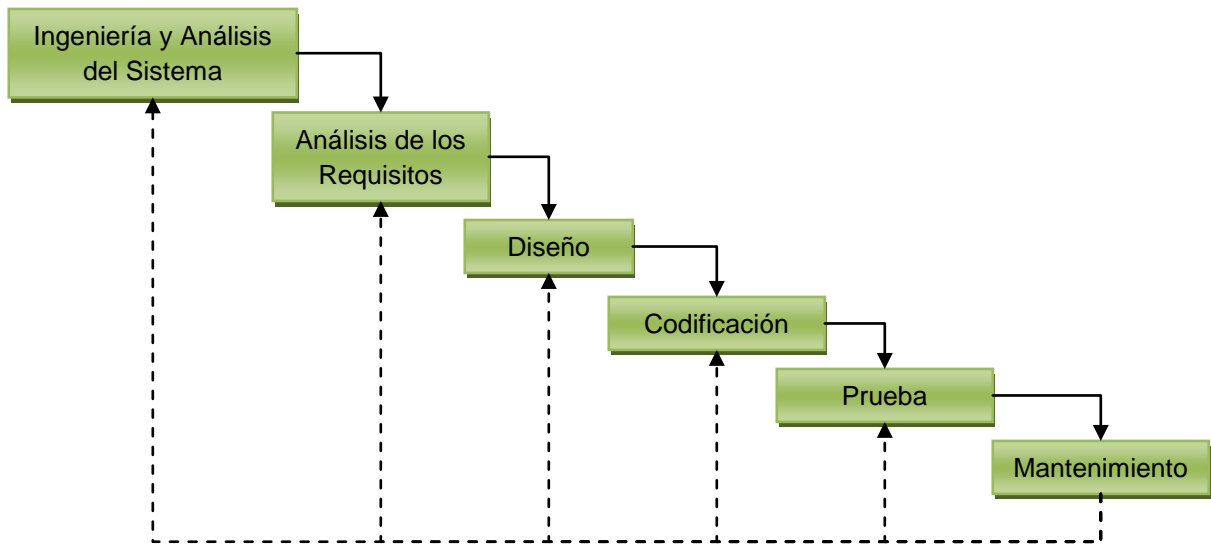 Ingeniería y Análisis
del Sistema
Análisis de los
Requisitos
Diseño
Codificación
Prueba
Mantenimiento